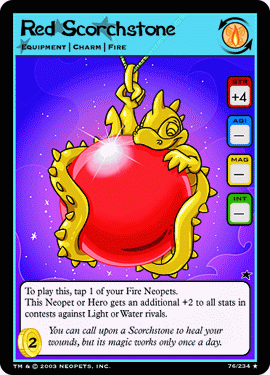 Red Scorchstone
Equipment | Charm | Fire
STR
+4
AGI
—
MAG
—
INT
—
To play this, tap 1 of your Fire Neopets.
This Neopet or Hero gets an additional +2 to all stats in
contests against Light or Water rivals.
2
You can call upon a Scorchstone to heal your
wounds, but its magic works only once a day.
TM & © 2003 NEOPETS, INC.
76/234 ★